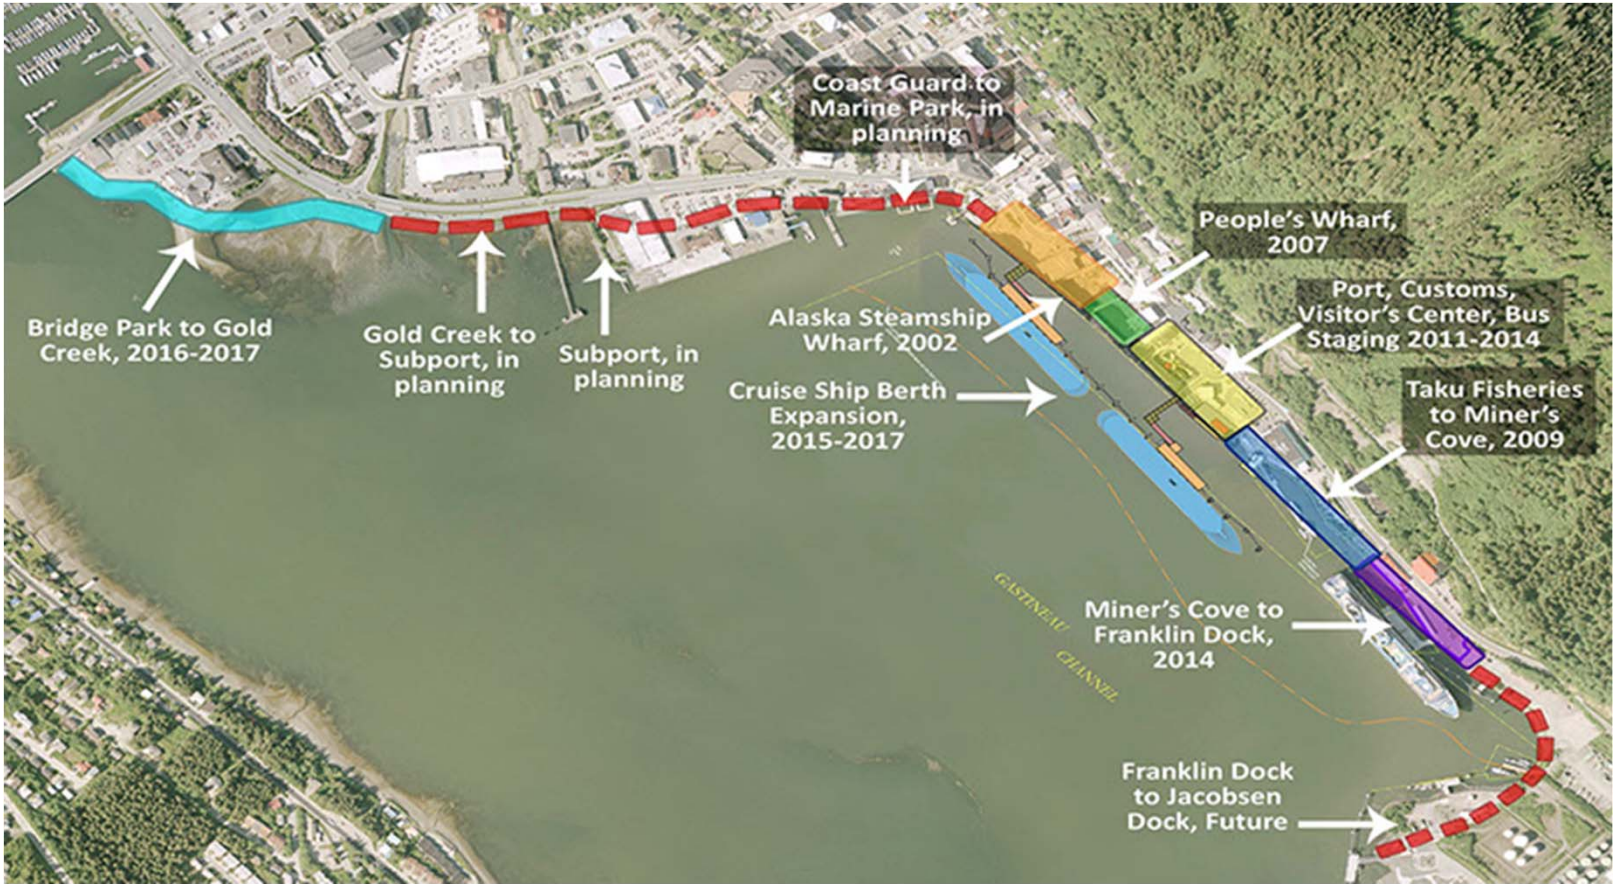 Coast Guard to
Marine Park, in
planning
People's Wharf,
2007
Port, Customs,
Visitor's Center, Bus
Staging 2011-2014
Bridge Park to Gold
Creek, 2016-2017
Gold Creek to
Subport, in
planning
Subport, in
planning
Alaska Steamship
Wharf, 2002
Cruise Ship Berth
Expansion,
2015-2017
Taku Fisheries
to Miner's
Cove, 2009
GASTINEAU
CHANNEL
Miner's Cove to
Franklin Dock,
2014
Franklin Dock
to Jacobsen
Dock, Future